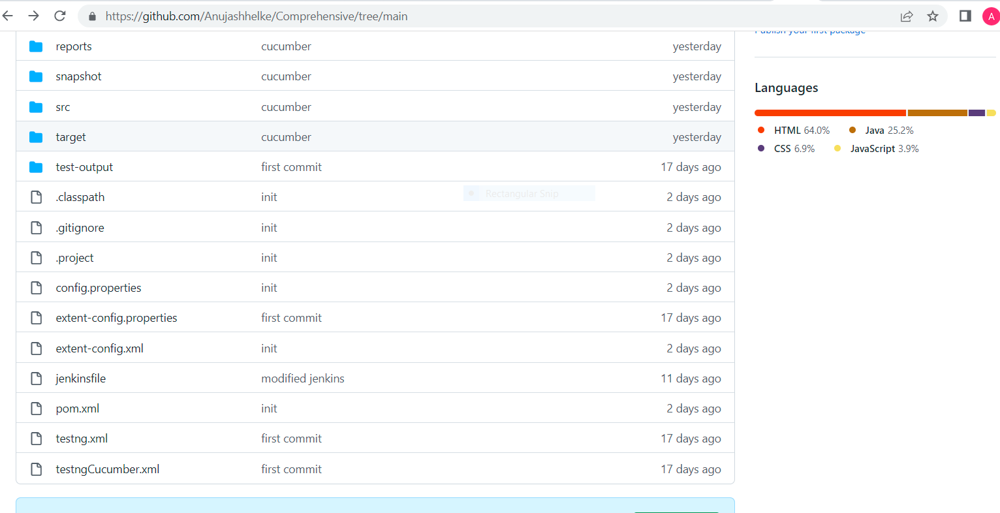 https://github.com/Anujashhelke/Comprehensive/tree/main
A
Publish your first package
reports cucumber yesterday
snapshot cucumber yesterday
src cucumber yesterday
target cucumber yesterday
test-output first commit 17 days ago
.classpath init 2 days ago
Rectangular Snip
.gitignore init 2 days ago
.project init 2 days ago
config.properties init 2 days ago
extent-config.properties first commit 17 days ago
extent-config.xml init 2 days ago
jenkinsfile modified jenkins 11 days ago
pom.xml init 2 days ago
testng.xml first commit 17 days ago
testngCucumber.xml first commit 17 days ago
Languages
HTML 64.0% Java 25.2%
CSS 6.9% JavaScript 3.9%